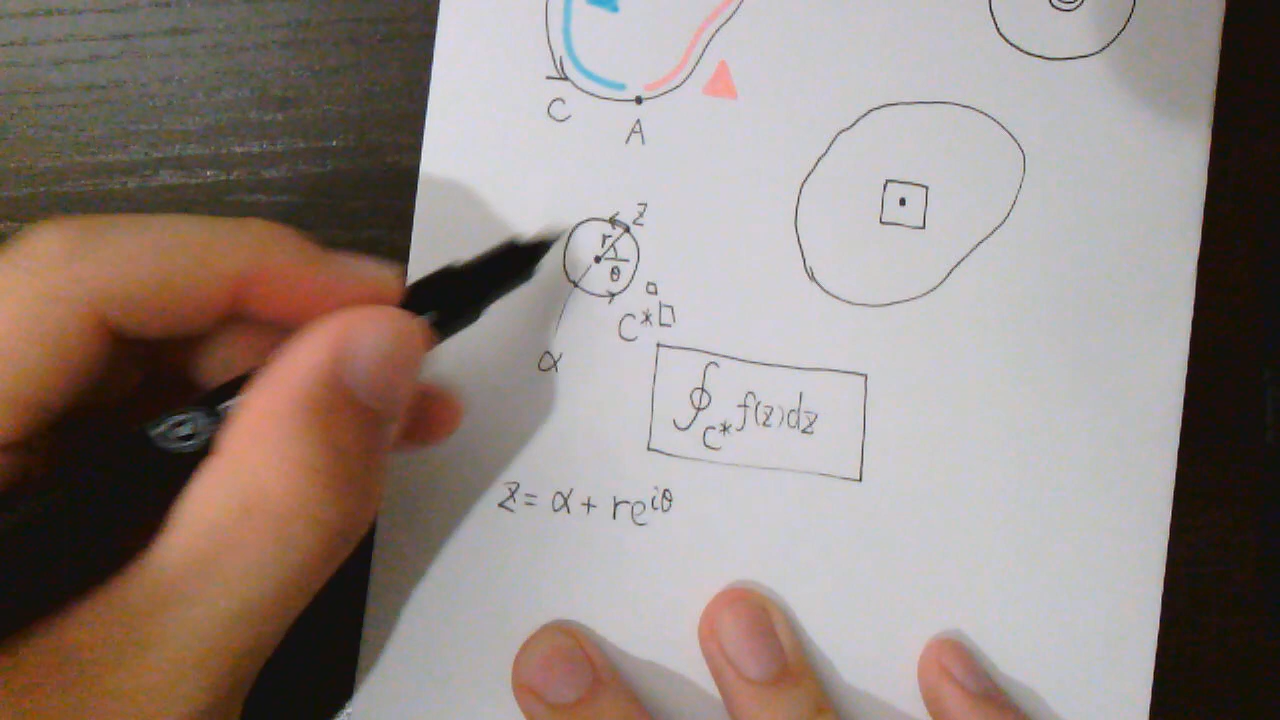 C
A
z
r
θ
C*
α
∮C* f(z)dz
z = α + re^iθ